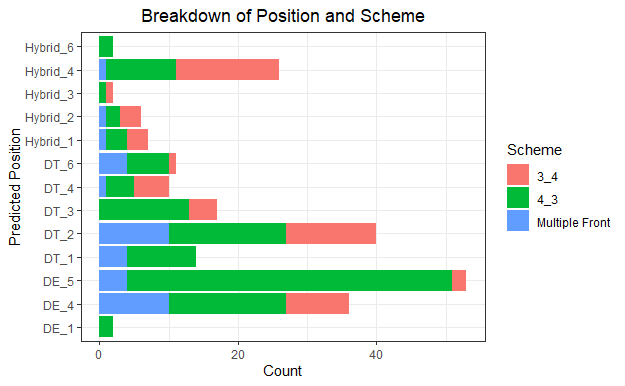 Breakdown of Position and Scheme
Predicted Position
Hybrid_6
Hybrid_4
Hybrid_3
Hybrid_2
Hybrid_1
DT_6
DT_4
DT_3
DT_2
DT_1
DE_5
DE_4
DE_1
0
20
40
Count
Scheme
3_4
4_3
Multiple Front